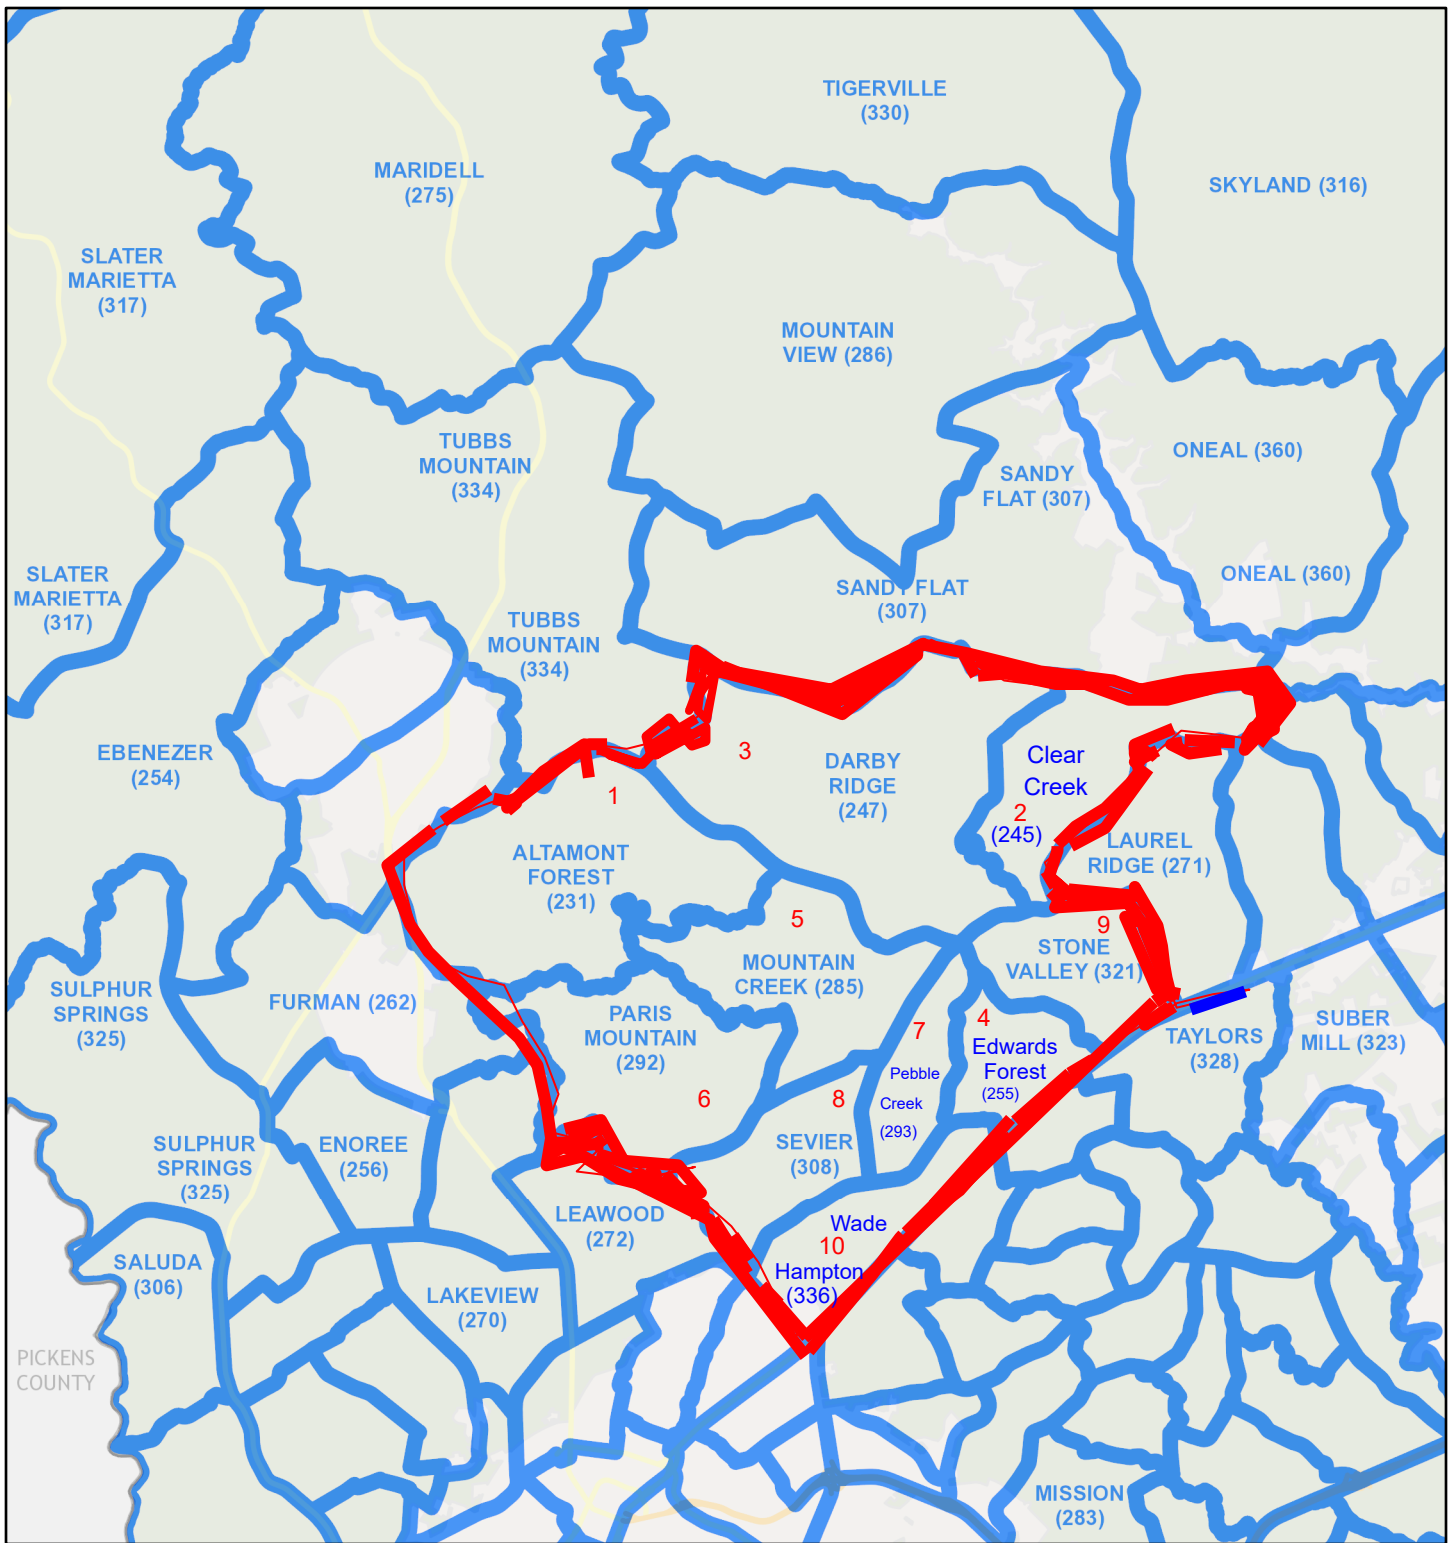 TIGERVILLE
(330)
MARIDELL
(275)
SKYLAND (316)
SLATER
MARIETTA
(317)
MOUNTAIN
VIEW (286)
TUBBS
MOUNTAIN
(334)
SANDY
FLAT (307)
ONEAL (360)
SLATER
MARIETTA
(317)
ONEAL (360)
SANDY FLAT
(307)
TUBBS
MOUNTAIN
(334)
EBENEZER
(254)
3
1
DARBY
RIDGE
(247)
Clear
Creek
2
(245)
LAUREL
RIDGE (271)
ALTAMONT
FOREST
(231)
5
9
STONE
VALLEY (321)
MOUNTAIN
CREEK (285)
SULPHUR
SPRINGS
(325)
FURMAN (262)
PARIS
MOUNTAIN
(292)
7
4
Edwards
Forest
(255)
TAYLORS
(328)
SUBER
MILL (323)
Pebble
Creek
(293)
6
8
SEVIER
(308)
SULPHUR
SPRINGS
(325)
ENOREE
(256)
LEAWOOD
(272)
Wade
10
Hampton
(336)
SALUDA
(306)
LAKEVIEW
(270)
PICKENS
COUNTY
MISSION
(283)